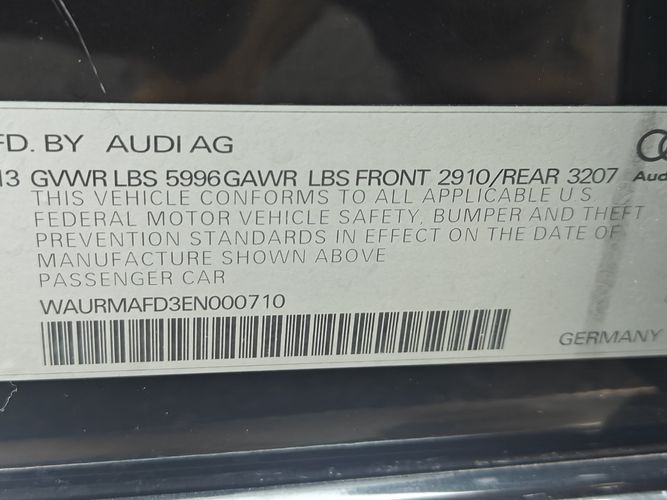 FD. BY AUDI AG
13 GVWR LBS 5996 GAWR LBS FRONT 2910/REAR 3207
Aud
THIS VEHICLE CONFORMS TO ALL APPLICABLE U S
FEDERAL MOTOR VEHICLE SAFETY, BUMPER AND THEFT
PREVENTION STANDARDS IN EFFECT ON THE DATE OF
MANUFACTURE SHOWN ABOVE
PASSENGER CAR
WAURMAFD3EN000710
GERMANY